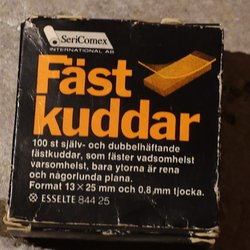 SeriComex
INTERNATIONAL AB
Fäst
kuddar
100 st själv- och dubbelhäftande
fästkuddar, som fäster vadsomhelst
varsomhelst, bara ytorna är rena
och någorlunda plana.
Format 13 × 25 mm och 0.8 mm tjocka.
ESSELTE 844 25